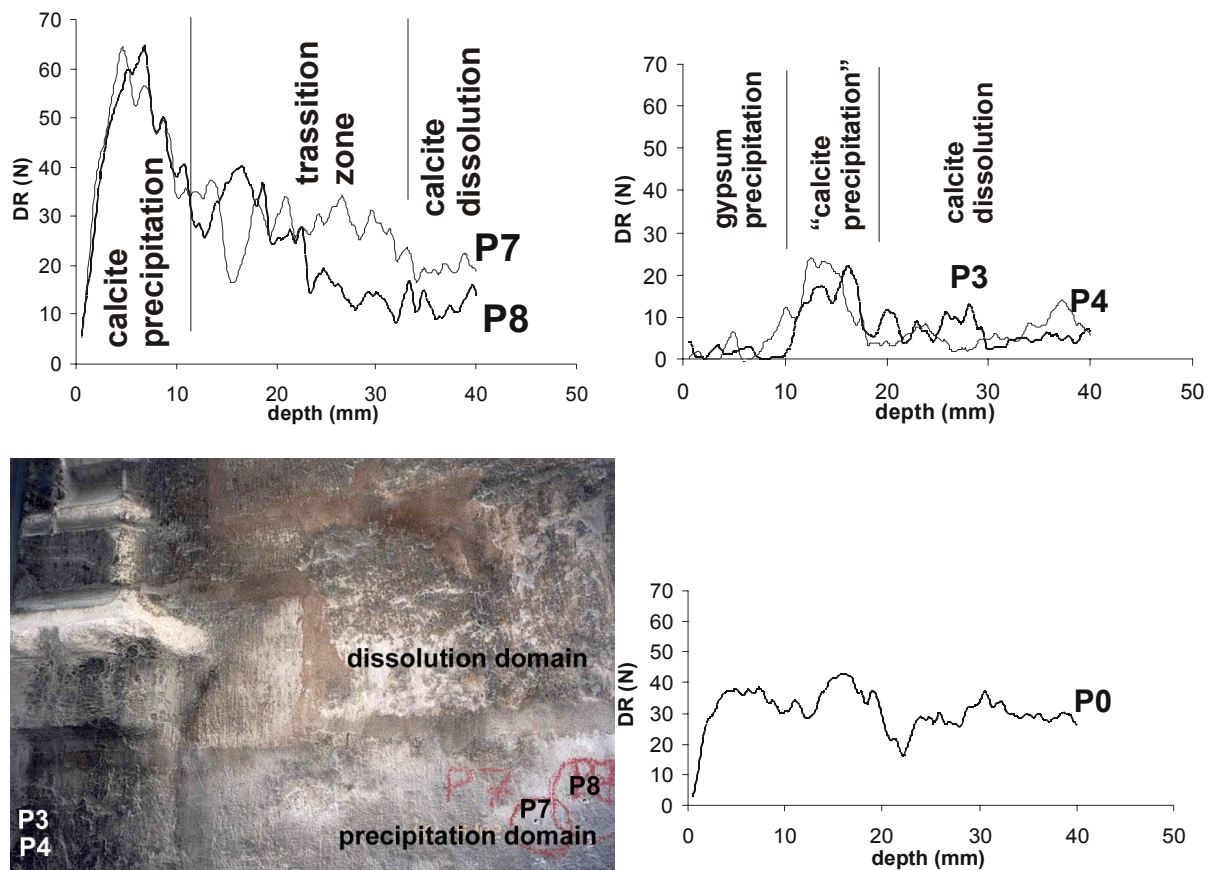 70
60
50
40
30
20
10
0
DR (N)
calcite
precipitation
trassition
zone
calcite
dissolution
P7
P8
0 10 20 30 40 50
depth (mm)
70
60
50
40
30
20
10
0
DR (N)
gypsum
precipitation
“calcite
precipitation”
calcite
dissolution
P3
P4
0 10 20 30 40 50
depth (mm)
dissolution domain
P7
P8
P7
precipitation domain
P3
P4
70
60
50
40
30
20
10
0
DR (N)
P0
0 10 20 30 40 50
depth (mm)